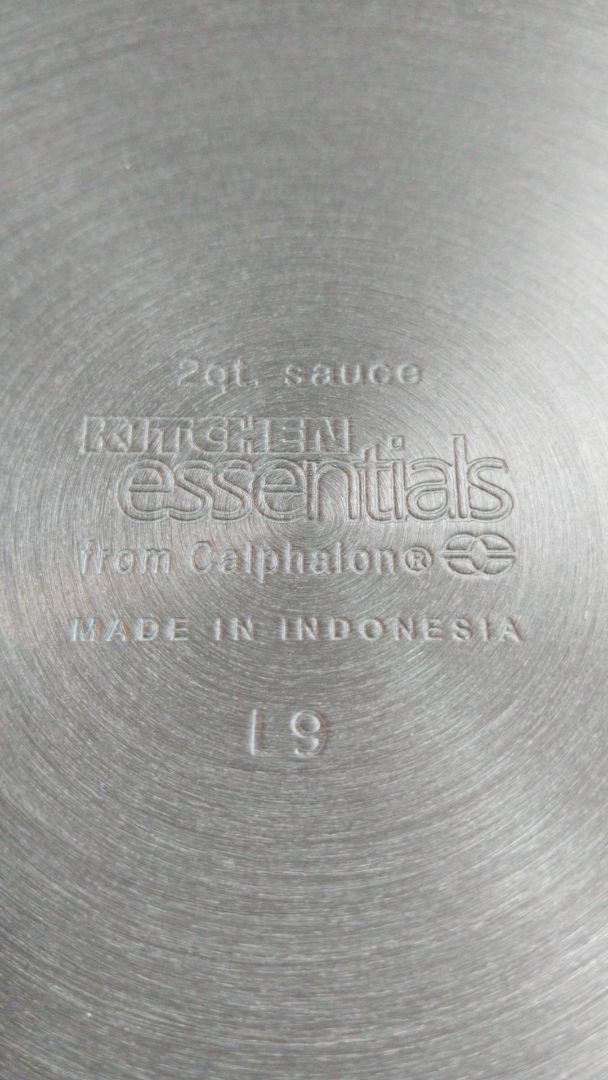 2qt. sauce
KITCHEN
essentials
from Calphalon®
MADE IN INDONESIA
L9